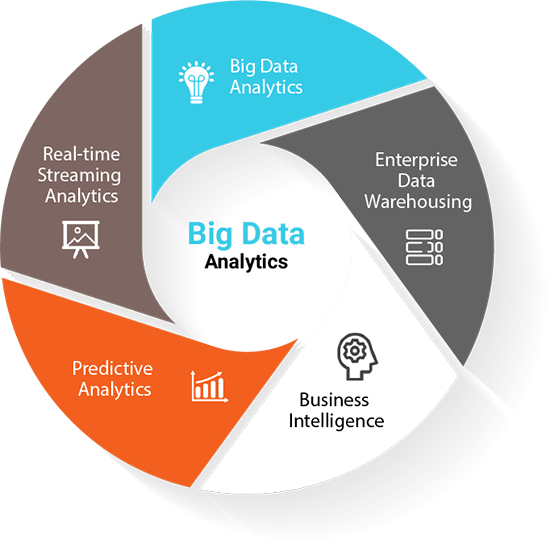 Big Data
Analytics
Enterprise
Data
Warehousing
Business
Intelligence
Predictive
Analytics
Real-time
Streaming
Analytics
Big Data
Analytics